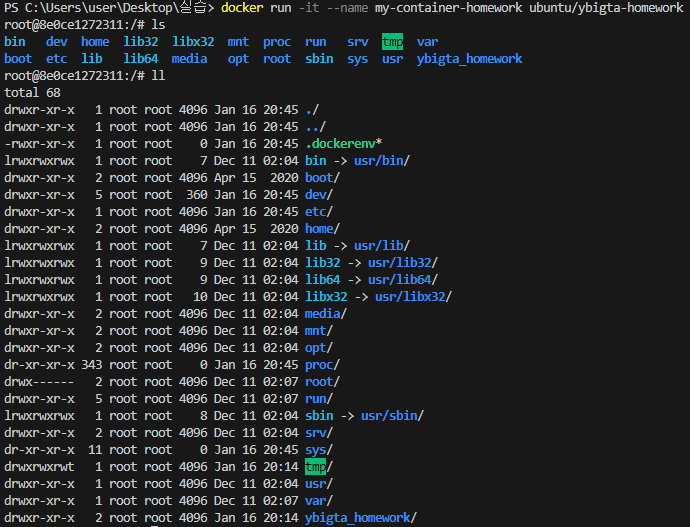 PS C:\Users\user\Desktop\실습> docker run -it --name my-container-homework ubuntu/ybigta-homework
root@8e0ce1272311:/# ls
bin  dev  home  lib32  libx32  mnt  proc  run  srv  tmp  var
boot  etc  lib  lib64  media  opt  root  sbin  sys  usr  ybigta_homework
root@8e0ce1272311:/# ll
total 68
drwxr-xr-x   1 root root 4096 Jan 16 20:45 ./
drwxr-xr-x   1 root root 4096 Jan 16 20:45 ../
-rwxr-xr-x   1 root root    0 Jan 16 20:45 .dockerenv*
lrwxrwxrwx   1 root root    7 Dec 11 02:04 bin -> usr/bin/
drwxr-xr-x   2 root root 4096 Apr 15  2020 boot/
drwxr-xr-x   5 root root  360 Jan 16 20:45 dev/
drwxr-xr-x   1 root root 4096 Jan 16 20:45 etc/
drwxr-xr-x   2 root root 4096 Apr 15  2020 home/
lrwxrwxrwx   1 root root    7 Dec 11 02:04 lib -> usr/lib/
lrwxrwxrwx   1 root root    9 Dec 11 02:04 lib32 -> usr/lib32/
lrwxrwxrwx   1 root root    9 Dec 11 02:04 lib64 -> usr/lib64/
lrwxrwxrwx   1 root root   10 Dec 11 02:04 libx32 -> usr/libx32/
drwxr-xr-x   2 root root 4096 Dec 11 02:04 media/
drwxr-xr-x   2 root root 4096 Dec 11 02:04 mnt/
drwxr-xr-x   2 root root 4096 Dec 11 02:04 opt/
dr-xr-xr-x 343 root root    0 Jan 16 20:45 proc/
drwx------   2 root root 4096 Dec 11 02:07 root/
drwxr-xr-x   5 root root 4096 Dec 11 02:07 run/
lrwxrwxrwx   1 root root    8 Dec 11 02:04 sbin -> usr/sbin/
drwxr-xr-x   2 root root 4096 Dec 11 02:04 srv/
dr-xr-xr-x  11 root root    0 Jan 16 20:45 sys/
drwxrwxrwt   1 root root 4096 Jan 16 20:14 tmp/
drwxr-xr-x   1 root root 4096 Dec 11 02:04 usr/
drwxr-xr-x   1 root root 4096 Dec 11 02:07 var/
drwxr-xr-x   2 root root 4096 Jan 16 20:14 ybigta_homework/